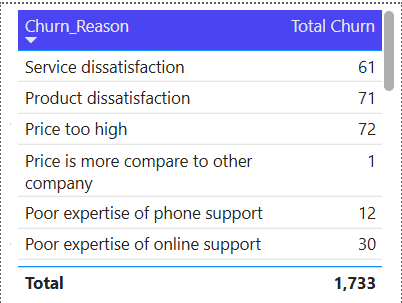 Churn_Reason Total Churn
Service dissatisfaction 61
Product dissatisfaction 71
Price too high 72
Price is more compare to other 1
company
Poor expertise of phone support 12
Poor expertise of online support 30
Total 1,733